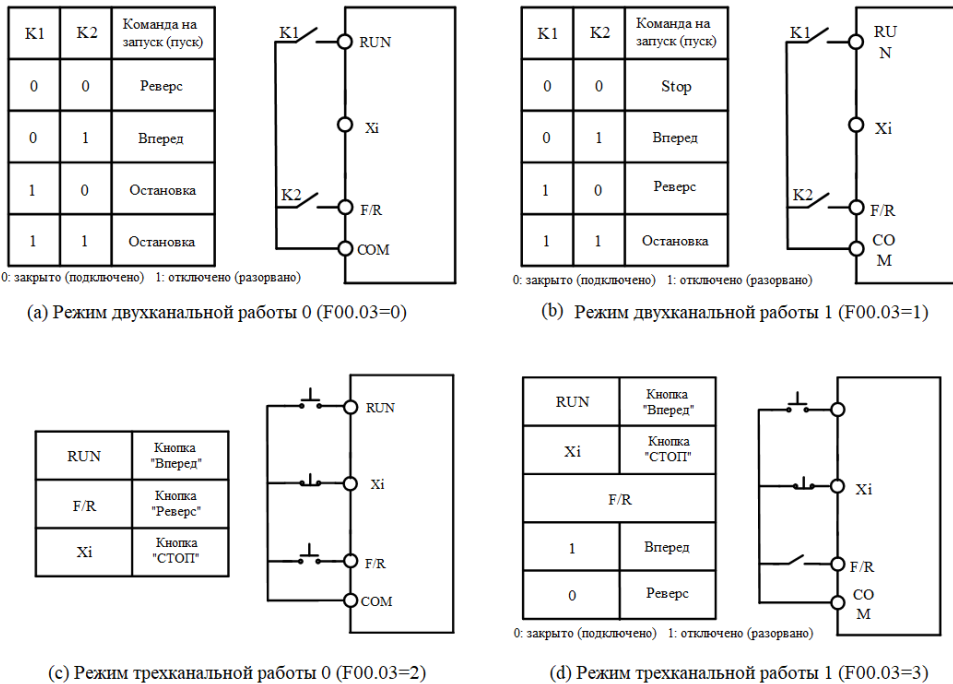 K1 K2 Команда на
запуск (пуск)
0 0 Реверс
0 1 Вперед
1 0 Остановка
1 1 Остановка
0: закрыто (подключено) 1: отключено (разорвано)
K1
RUN
Xi
K2
F/R
COM
(a) Режим двухканальной работы 0 (F00.03=0)
K1 K2 Команда на
запуск (пуск)
0 0 Stop
0 1 Вперед
1 0 Реверс
1 1 Остановка
0: закрыто (подключено) 1: отключено (разорвано)
K1
RU
N
Xi
K2
F/R
CO
M
(b) Режим двухканальной работы 1 (F00.03=1)
RUN Кнопка
"Вперед"
F/R Кнопка
"Реверс"
Xi Кнопка
"СТОП"
RUN
Xi
F/R
COM
(c) Режим трехканальной работы 0 (F00.03=2)
RUN Кнопка
"Вперед"
Xi Кнопка
"СТОП"
F/R
1 Вперед
0 Реверс
0: закрыто (подключено) 1: отключено (разорвано)
Xi
F/R
CO
M
(d) Режим трехканальной работы 1 (F00.03=3)